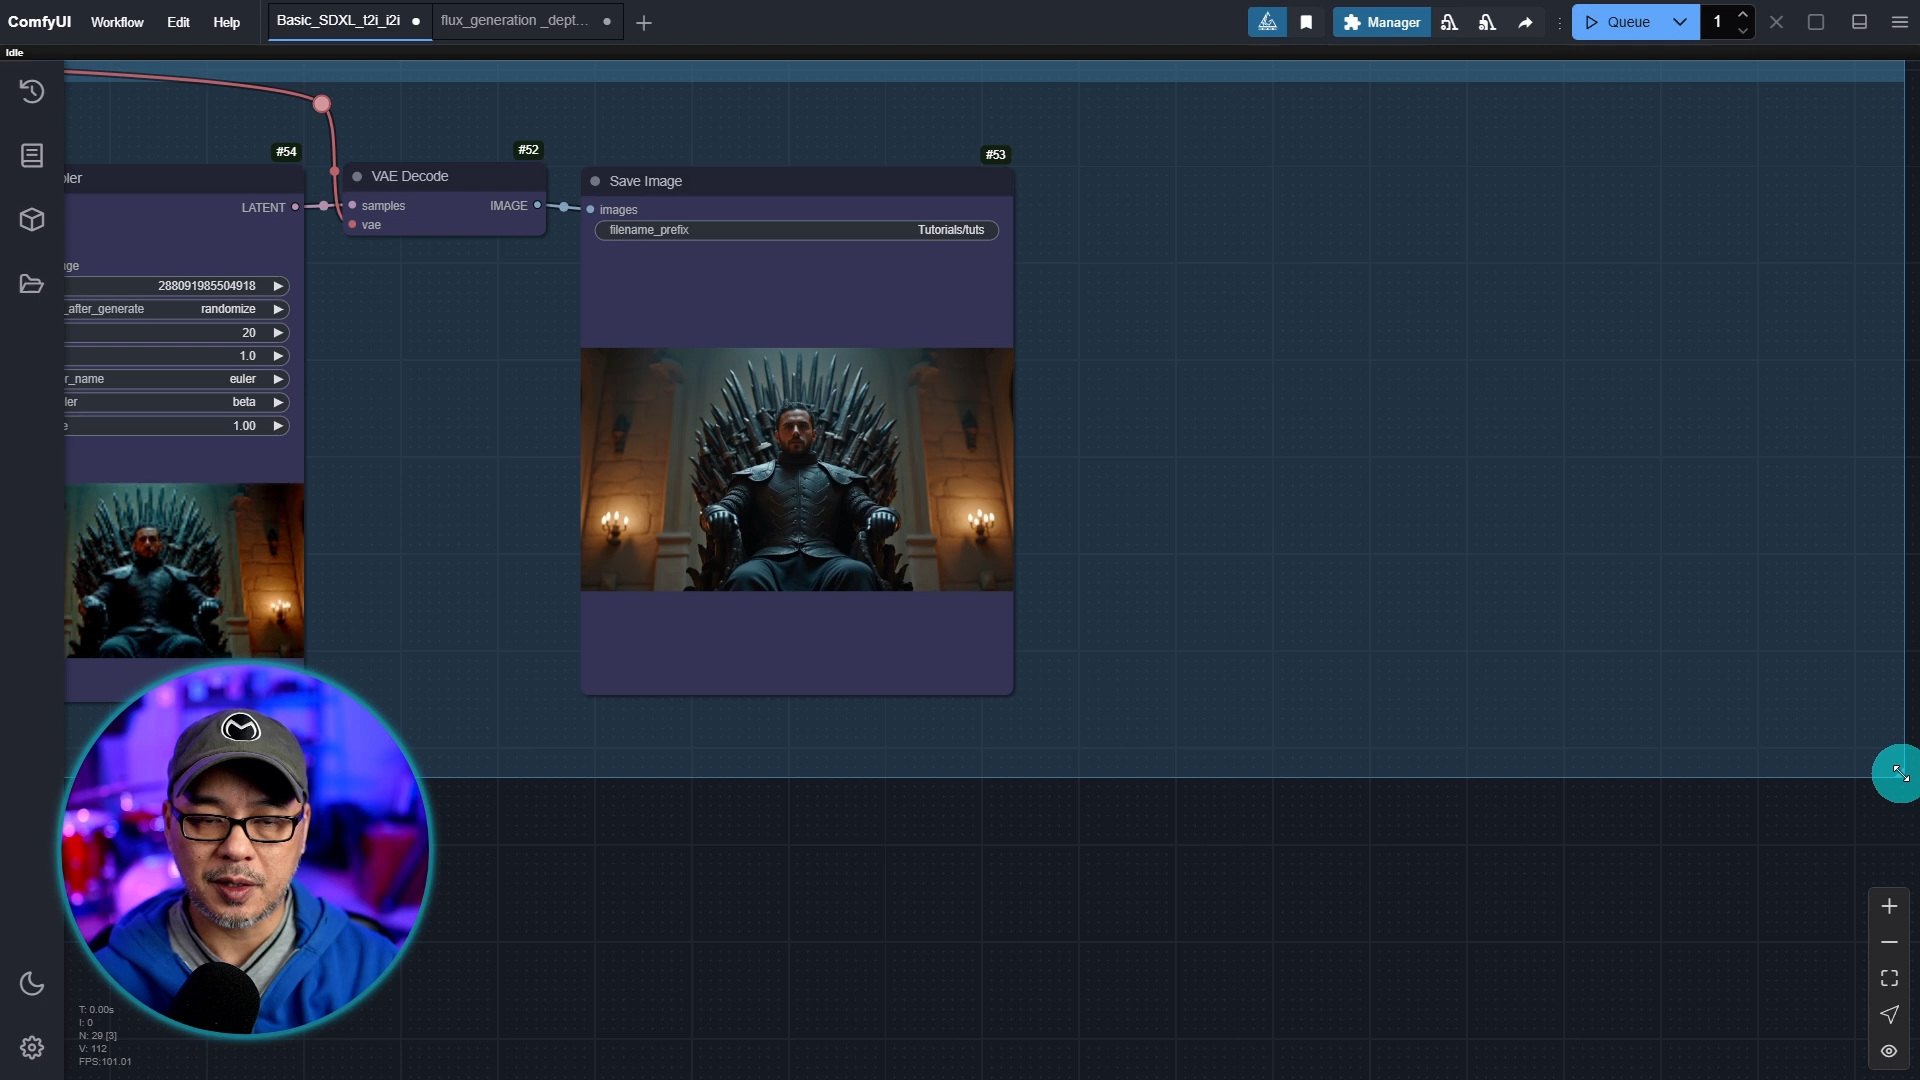 ComfyUI Workflow Edit Help Basic_SDXL_t2i_i2i flux_generation _dept... Manager Queue 1
Idle
#54 #52 #53
oler VAE Decode Save Image
LATENT samples IMAGE images
vae filename_prefix Tutorials/tuts
age
288091985504918
_after_generate randomize
20
1.0
r_name euler
ler beta
e 1.00
T: 0.00s
I: 0
N: 29 [3]
V: 112
FPS:101.01